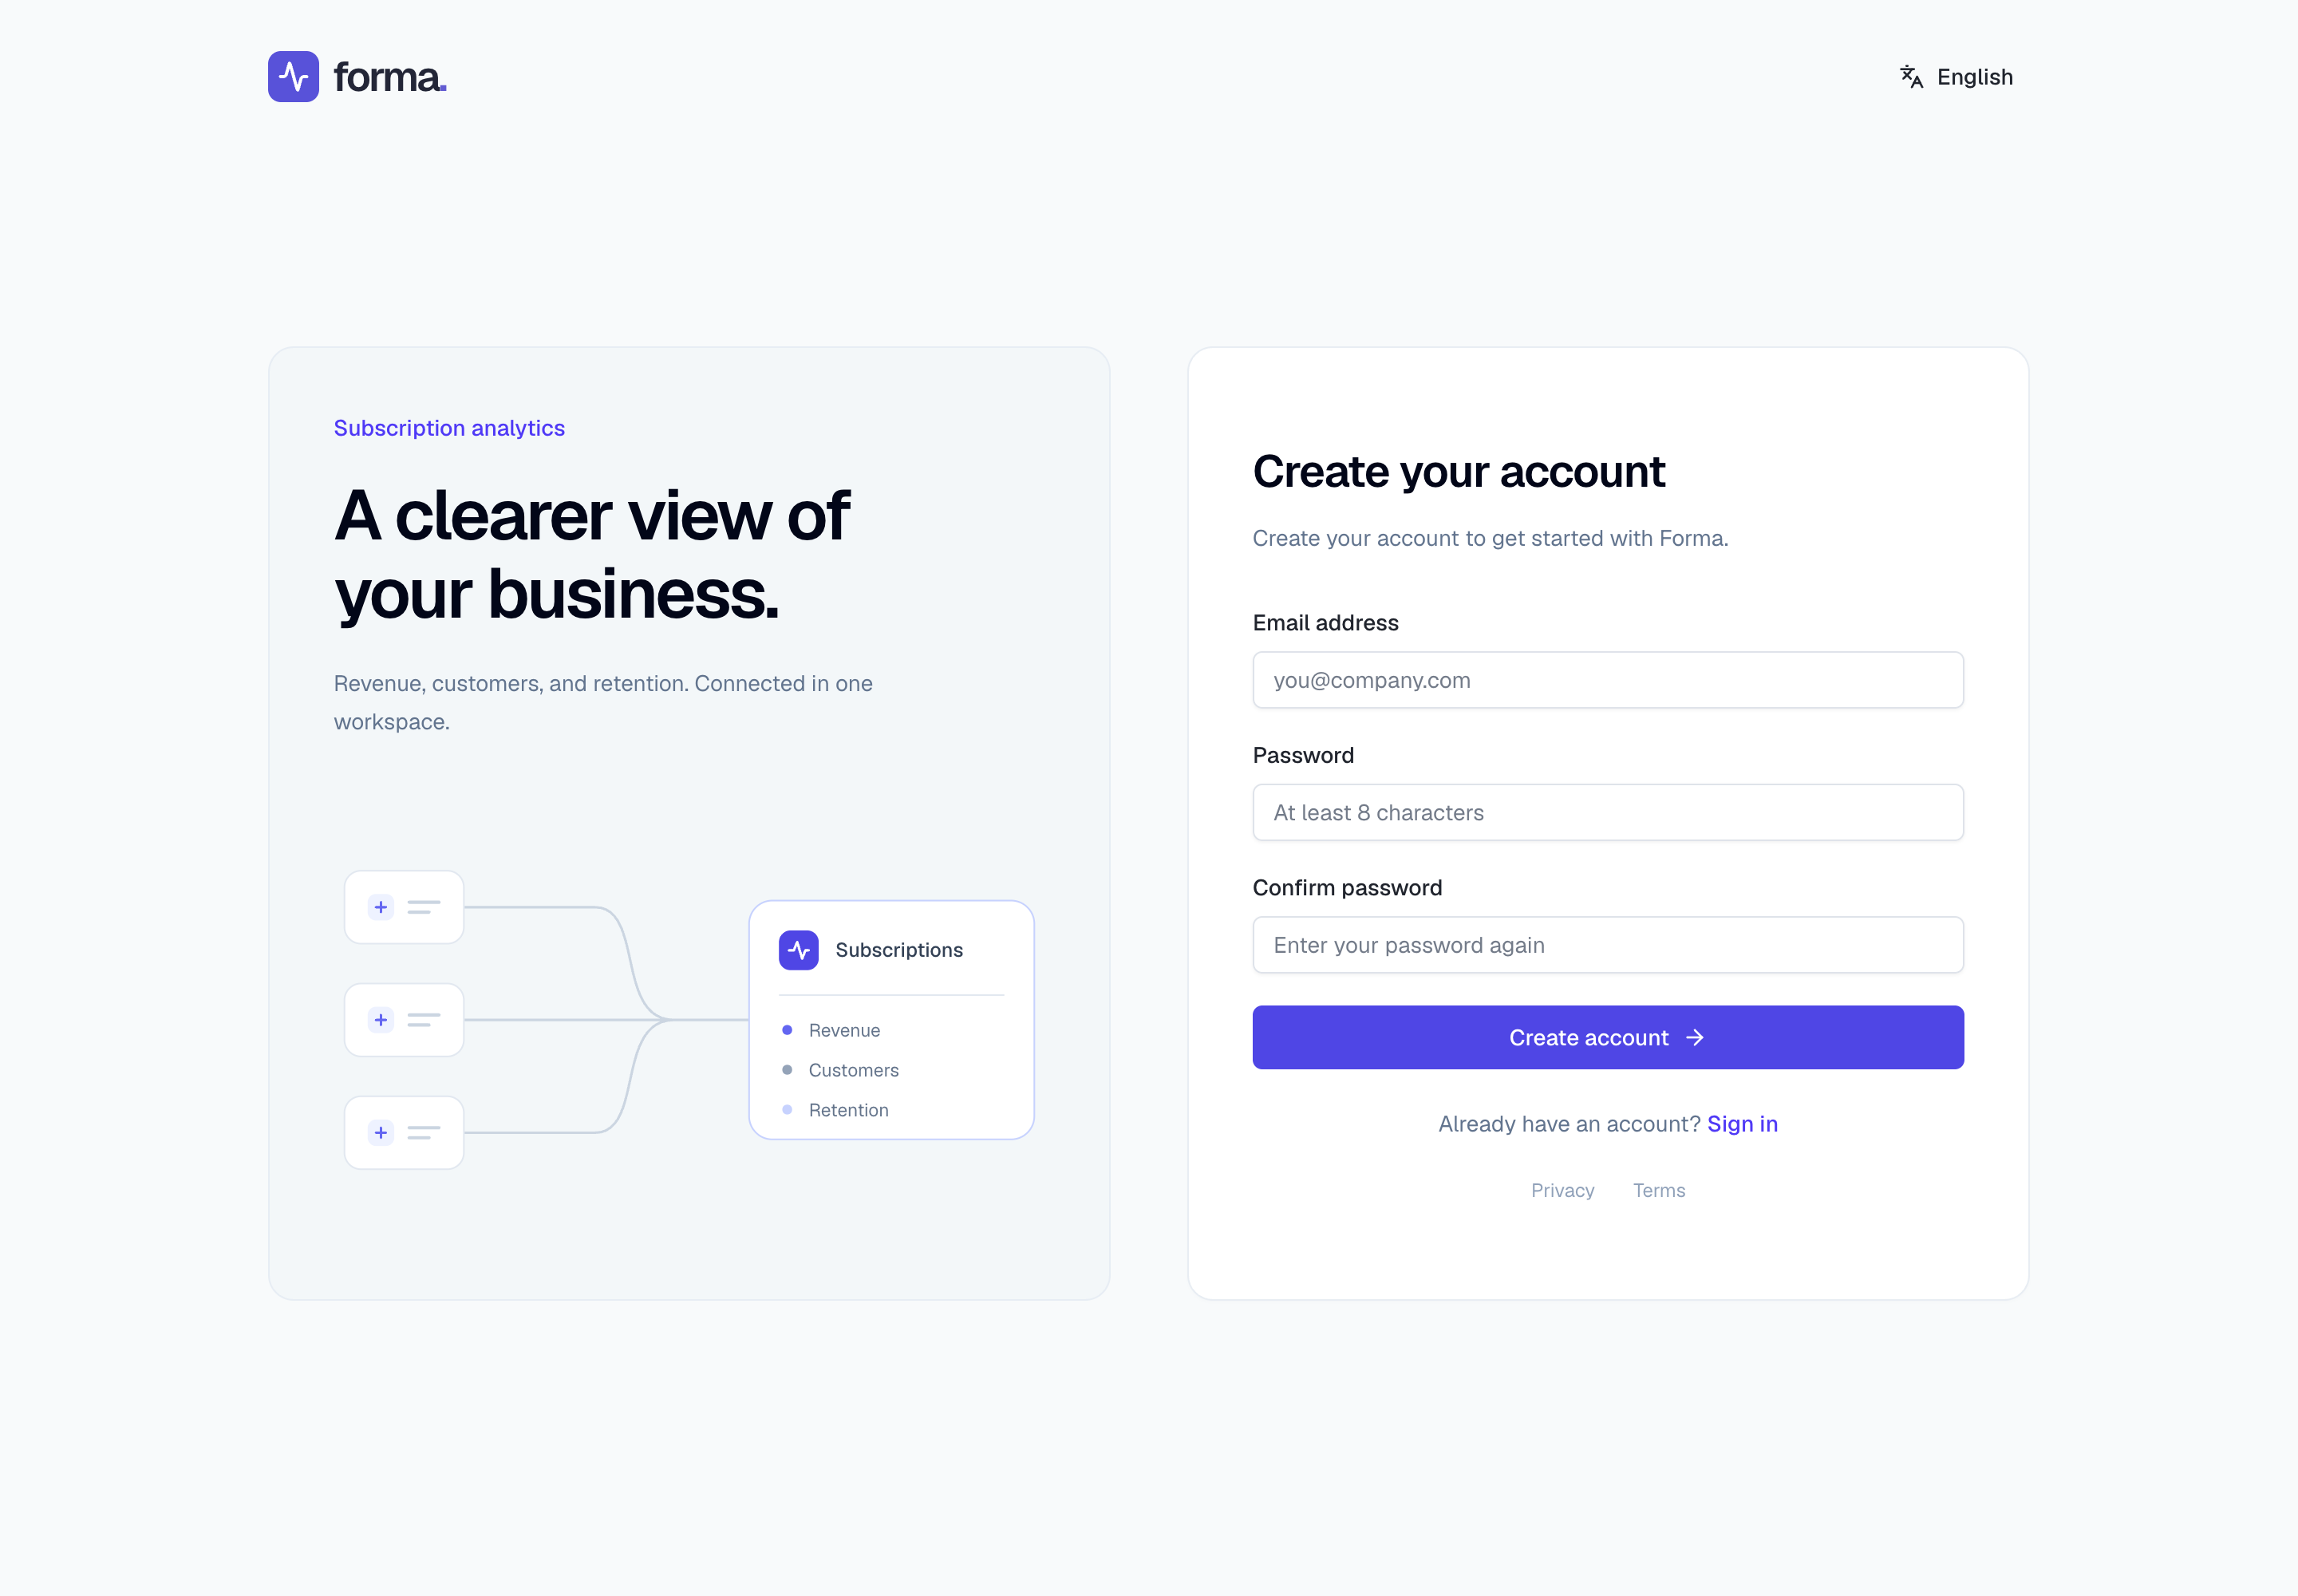 forma.
English
Subscription analytics
A clearer view of
your business.
Revenue, customers, and retention. Connected in one
workspace.
Subscriptions
Revenue
Customers
Retention
Create your account
Create your account to get started with Forma.
Email address
you@company.com
Password
At least 8 characters
Confirm password
Enter your password again
Create account
Already have an account? Sign in
Privacy Terms